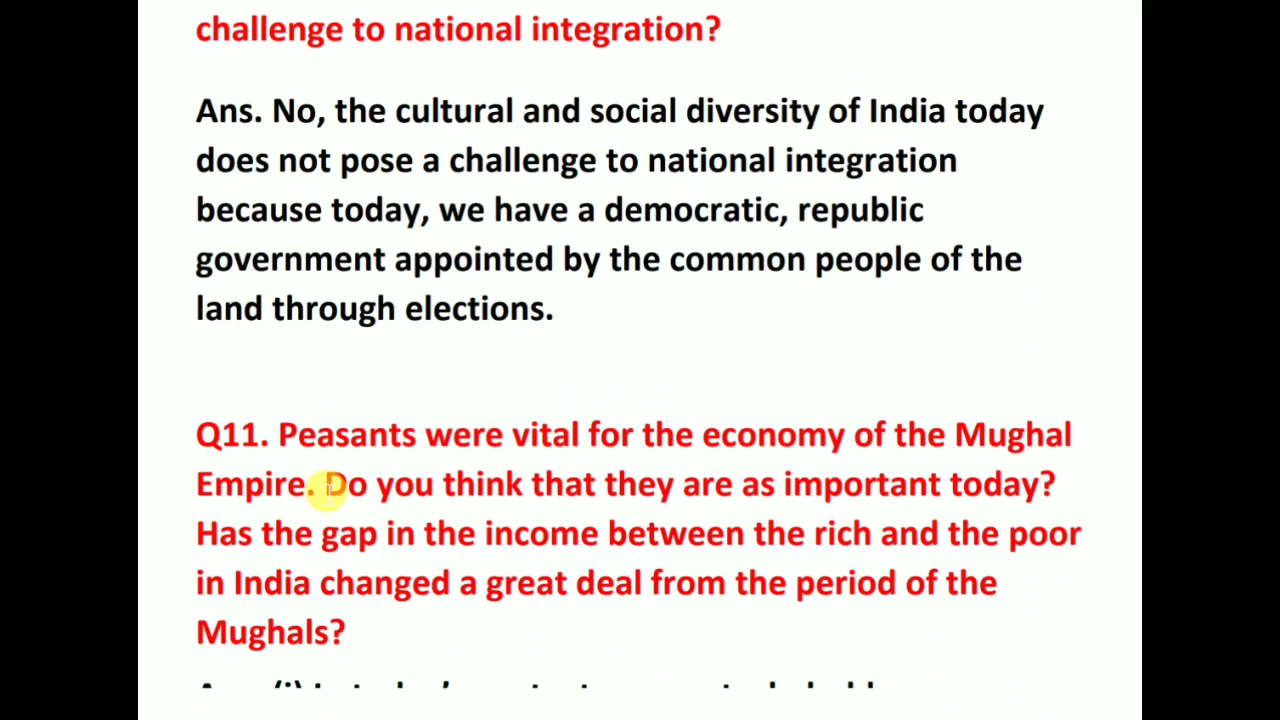 challenge to national integration?
Ans. No, the cultural and social diversity of India today
does not pose a challenge to national integration
because today, we have a democratic, republic
government appointed by the common people of the
land through elections.
Q11. Peasants were vital for the economy of the Mughal
Empire. Do you think that they are as important today?
Has the gap in the income between the rich and the poor
in India changed a great deal from the period of the
Mughals?